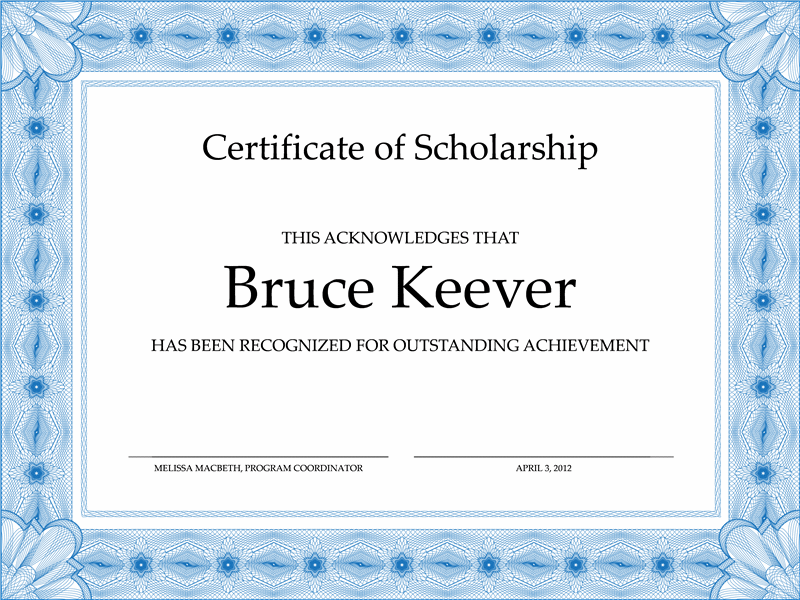 Certificate of Scholarship
THIS ACKNOWLEDGES THAT
Bruce Keever
HAS BEEN RECOGNIZED FOR OUTSTANDING ACHIEVEMENT
MELISSA MACBETH, PROGRAM COORDINATOR
APRIL 3, 2012